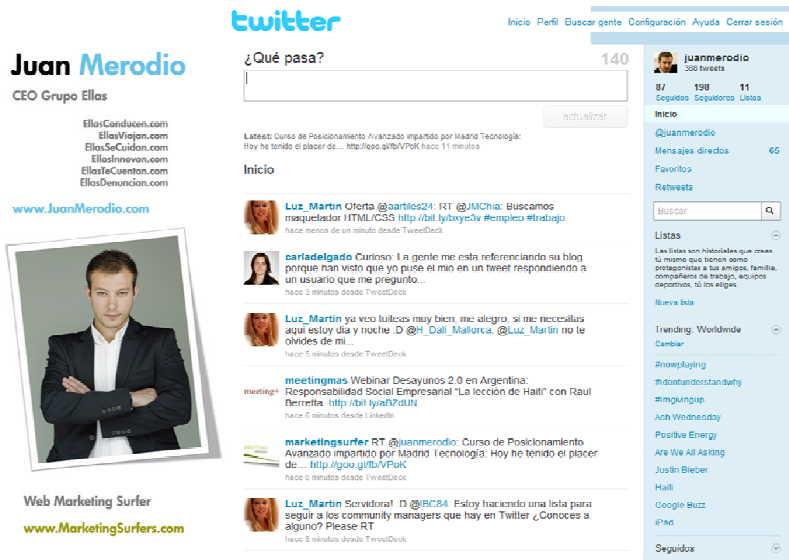 twitter
Inicio Perfil Buscar gente Configuración Ayuda Cerrar sesión
Juan Merodio
CEO Grupo Ellas
EllasConducen.com
EllasViajan.com
EllasSeCuidan.com
EllasInnovan.com
EllasTeCuentan.com
EllasDenuncian.com
www.JuanMerodio.com
Web Marketing Surfer
www.MarketingSurfers.com
¿Qué pasa?
140
actualizar
Latest: Curso de Posicionamiento Avanzado impartido por Madrid Tecnología:
Hoy he tenido el placer de... http://goo.gl/fb/VPoK hace 11 minutos
Inicio
Luz_Martin Oferta @aartiles24: RT @JMChia: Buscamos
maquetador HTML/CSS http://bit.ly/bxye3v #empleo #trabajo
hace menos de un minuto desde TweetDeck
carladelgado Curioso: La gente me esta referenciando su blog
porque han visto que yo puse el mio en un tweet respondiendo a
un usuario que me pregunto...
hace 3 minutos desde TweetDeck
Luz_Martin ya veo tuiteas muy bien, me alegro, si me necesitas
aqui estoy dia y noche :D @H_Dali_Mallorca: @Luz_Martin no te
olvides de mi...
hace 5 minutos desde TweetDeck
meeting+
meetingmas Webinar Desayunos 2.0 en Argentina:
Responsabilidad Social Empresarial "La lección de Haití" con Raul
Berretta. http://bit.ly/aBZdUN
hace 6 minutos desde LinkedIn
marketingsurfer RT @juanmerodio: Curso de Posicionamiento
Avanzado impartido por Madrid Tecnología: Hoy he tenido el placer
de... http://goo.gl/fb/VPoK
hace 6 minutos desde TweetDeck
Luz_Martin Servidora! :D @IBC84: Estoy haciendo una lista para
seguir a los community managers que hay en Twitter ¿Conoces a
alguno? Please RT
hace 8 minutos desde TweetDeck
juanmerodio
368 tweets
87 198 11
Seguidos Seguidores Listas
Inicio
@juanmerodio
Mensajes directos 65
Favoritos
Retweets
Buscar
Listas
Las listas son historiales que creas
tú mismo que tienen como
protagonistas a tus amigos, familia,
compañeros de trabajo, equipos
deportivos, tú los eliges.
Nueva lista
Trending: Worldwide
Cambiar
#nowplaying
#idontunderstandwhy
#imgivingup
Ash Wednesday
Positive Energy
Are We All Asking
Justin Bieber
Haiti
Google Buzz
iPad
Seguidos